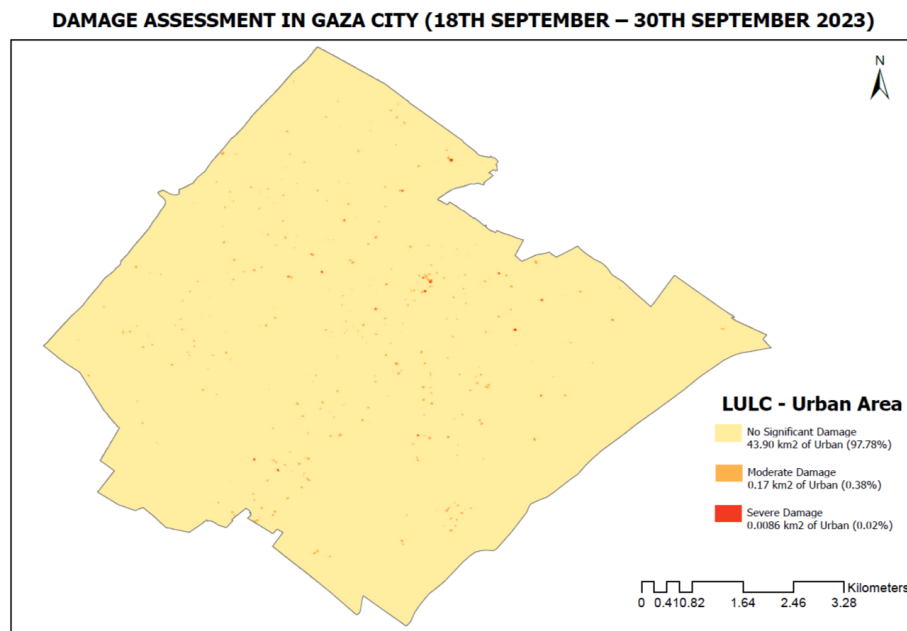 DAMAGE ASSESSMENT IN GAZA CITY (18TH SEPTEMBER – 30TH SEPTEMBER 2023)
N
LULC - Urban Area
No Significant Damage
43.90 km2 of Urban (97.78%)
Moderate Damage
0.17 km2 of Urban (0.38%)
Severe Damage
0.0086 km2 of Urban (0.02%)
Kilometers
0 0.41 0.82 1.64 2.46 3.28